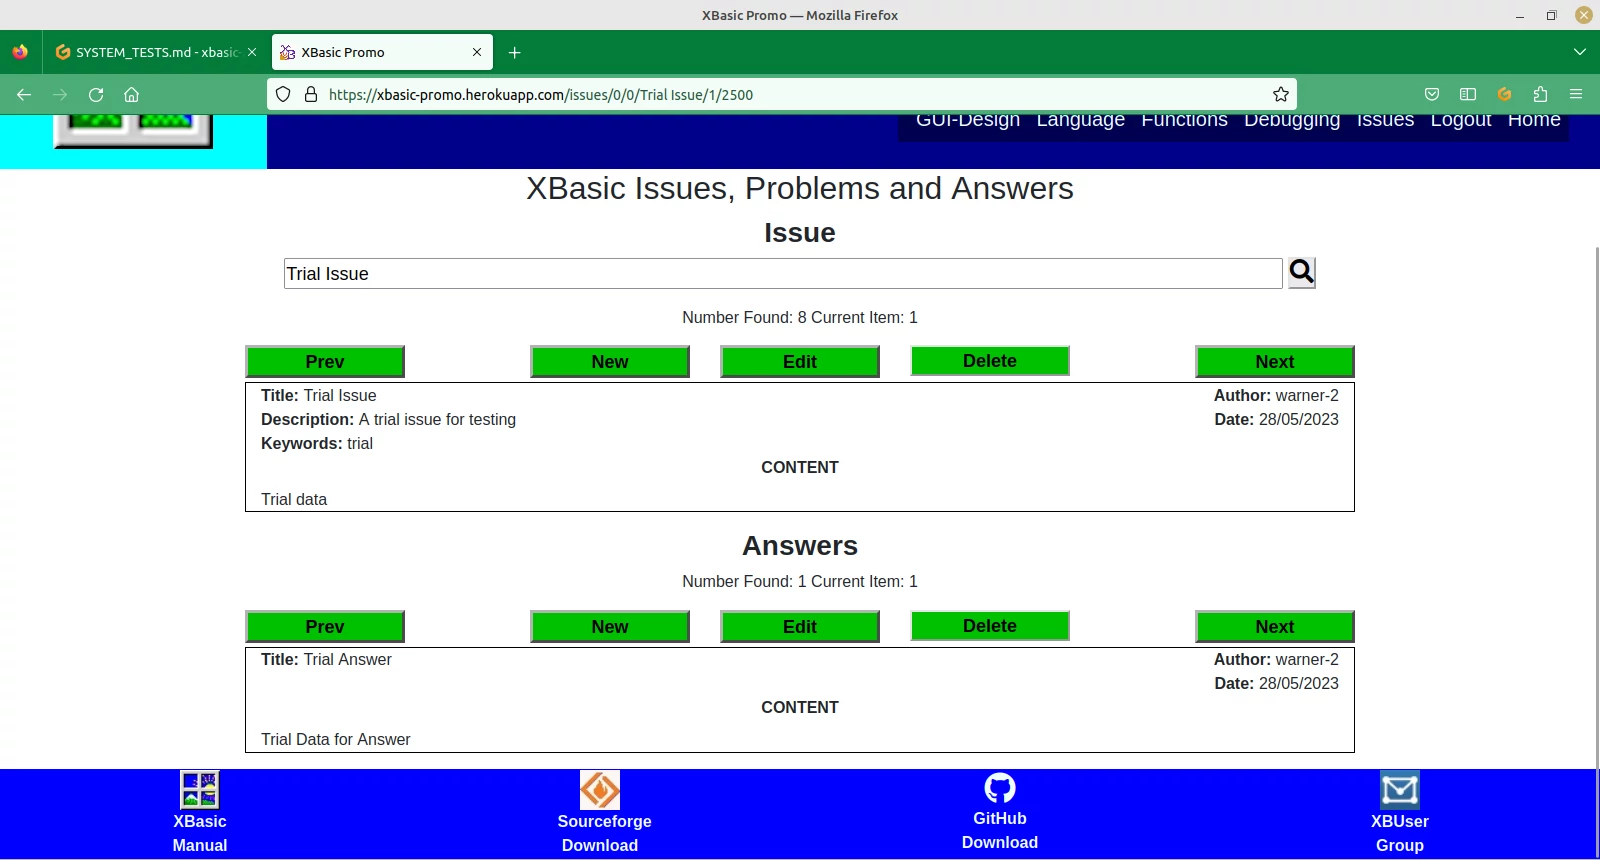 XBasic Promo — Mozilla Firefox
SYSTEM_TESTS.md - xbasic-
XBasic Promo
https://xbasic-promo.herokuapp.com/issues/0/0/Trial Issue/1/2500
GUI-Design Language Functions Debugging Issues Logout Home
XBasic Issues, Problems and Answers
Issue
Trial Issue
Number Found: 8 Current Item: 1
Prev New Edit Delete Next
Title: Trial Issue Author: warner-2
Description: A trial issue for testing Date: 28/05/2023
Keywords: trial
CONTENT
Trial data
Answers
Number Found: 1 Current Item: 1
Prev New Edit Delete Next
Title: Trial Answer Author: warner-2
Date: 28/05/2023
CONTENT
Trial Data for Answer
XBasic Sourceforge GitHub XBUser
Manual Download Download Group